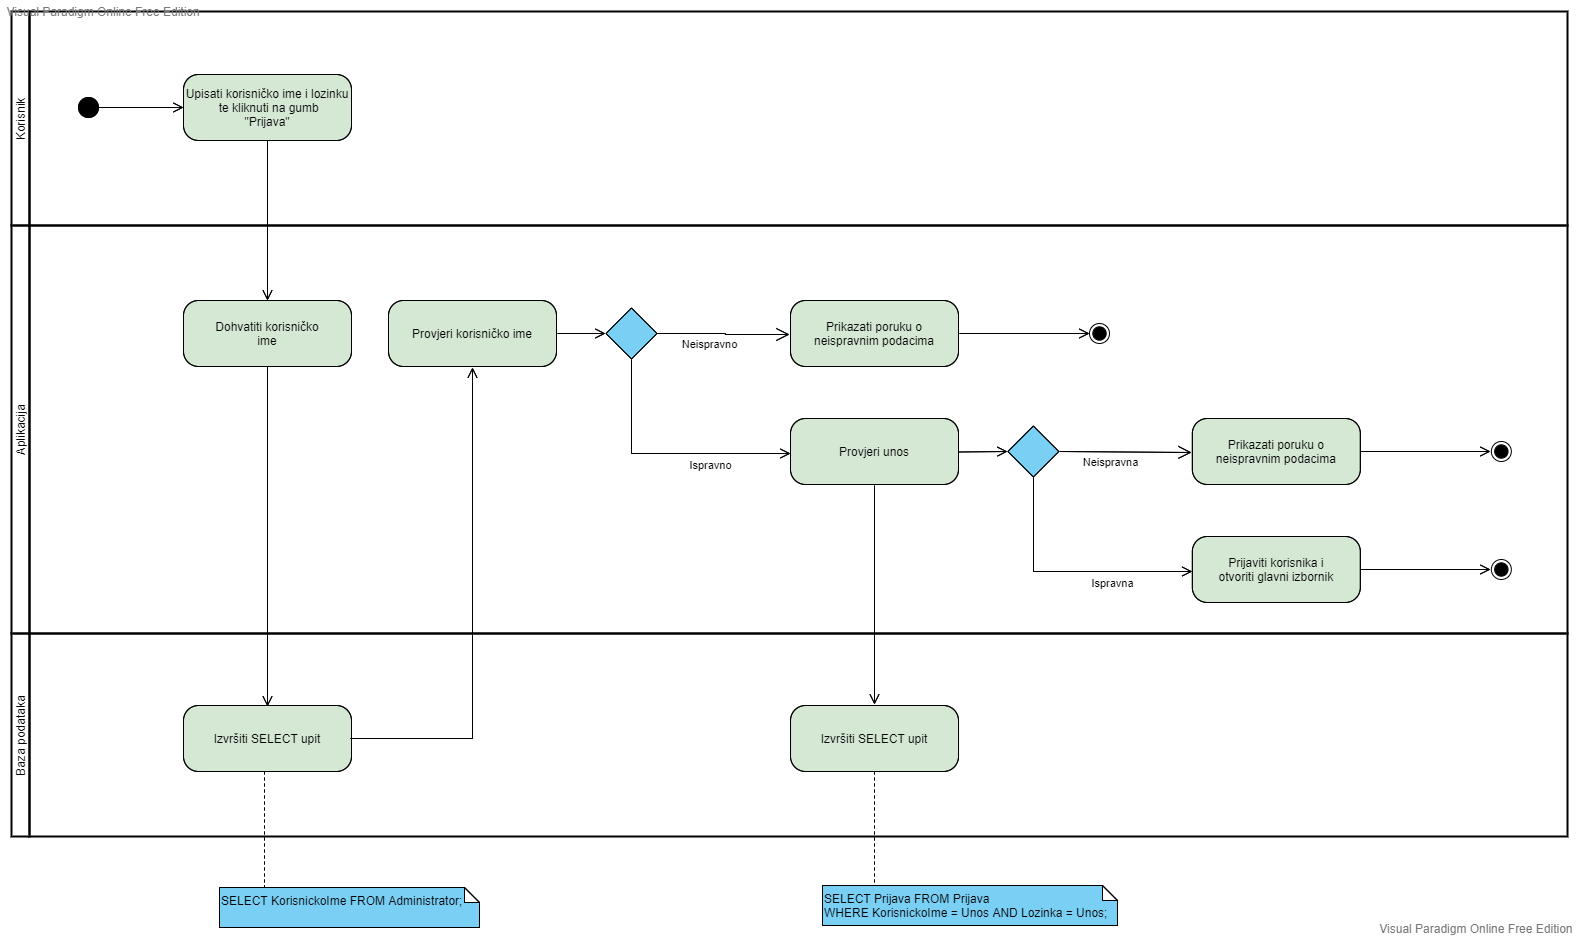 Visual Paradigm Online Free Edition
Korisnik
Upisati korisničko ime i lozinku
te kliknuti na gumb
"Prijava"
Aplikacija
Dohvatiti korisničko
ime
Provjeri korisničko ime
Neispravno
Prikazati poruku o
neispravnim podacima
Ispravno
Provjeri unos
Neispravna
Prikazati poruku o
neispravnim podacima
Ispravna
Prijaviti korisnika i
otvoriti glavni izbornik
Baza podataka
Izvršiti SELECT upit
Izvršiti SELECT upit
SELECT KorisnickoIme FROM Administrator;
SELECT Prijava FROM Prijava
WHERE KorisnickoIme = Unos AND Lozinka = Unos;
Visual Paradigm Online Free Edition